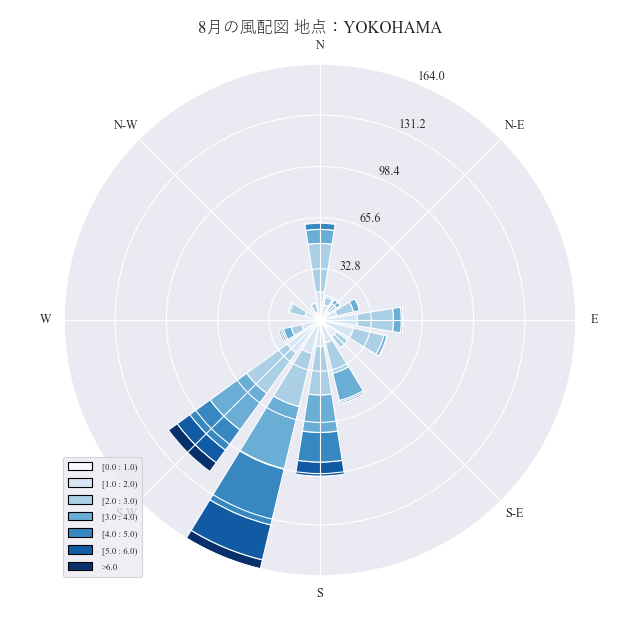 8月の風配図 地点：YOKOHAMA
N
164.0
N-W
N-E
131.2
98.4
65.6
32.8
W
E
[0.0 : 1.0)
[1.0 : 2.0)
[2.0 : 3.0)
[3.0 : 4.0)
S-W
S-E
[4.0 : 5.0)
[5.0 : 6.0)
>6.0
S